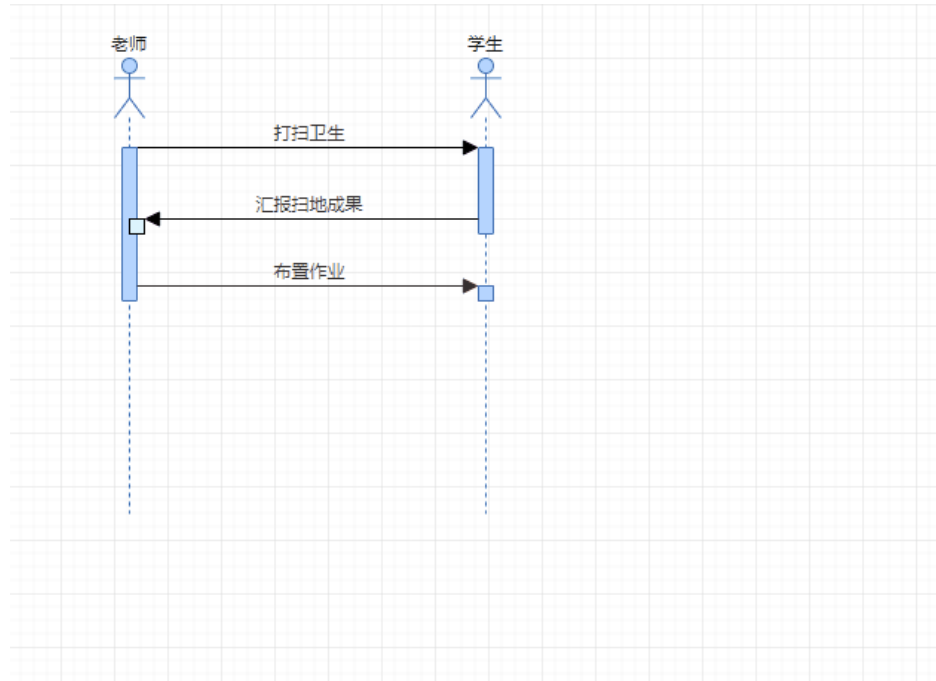 老师
学生
打扫卫生
汇报扫地成果
布置作业